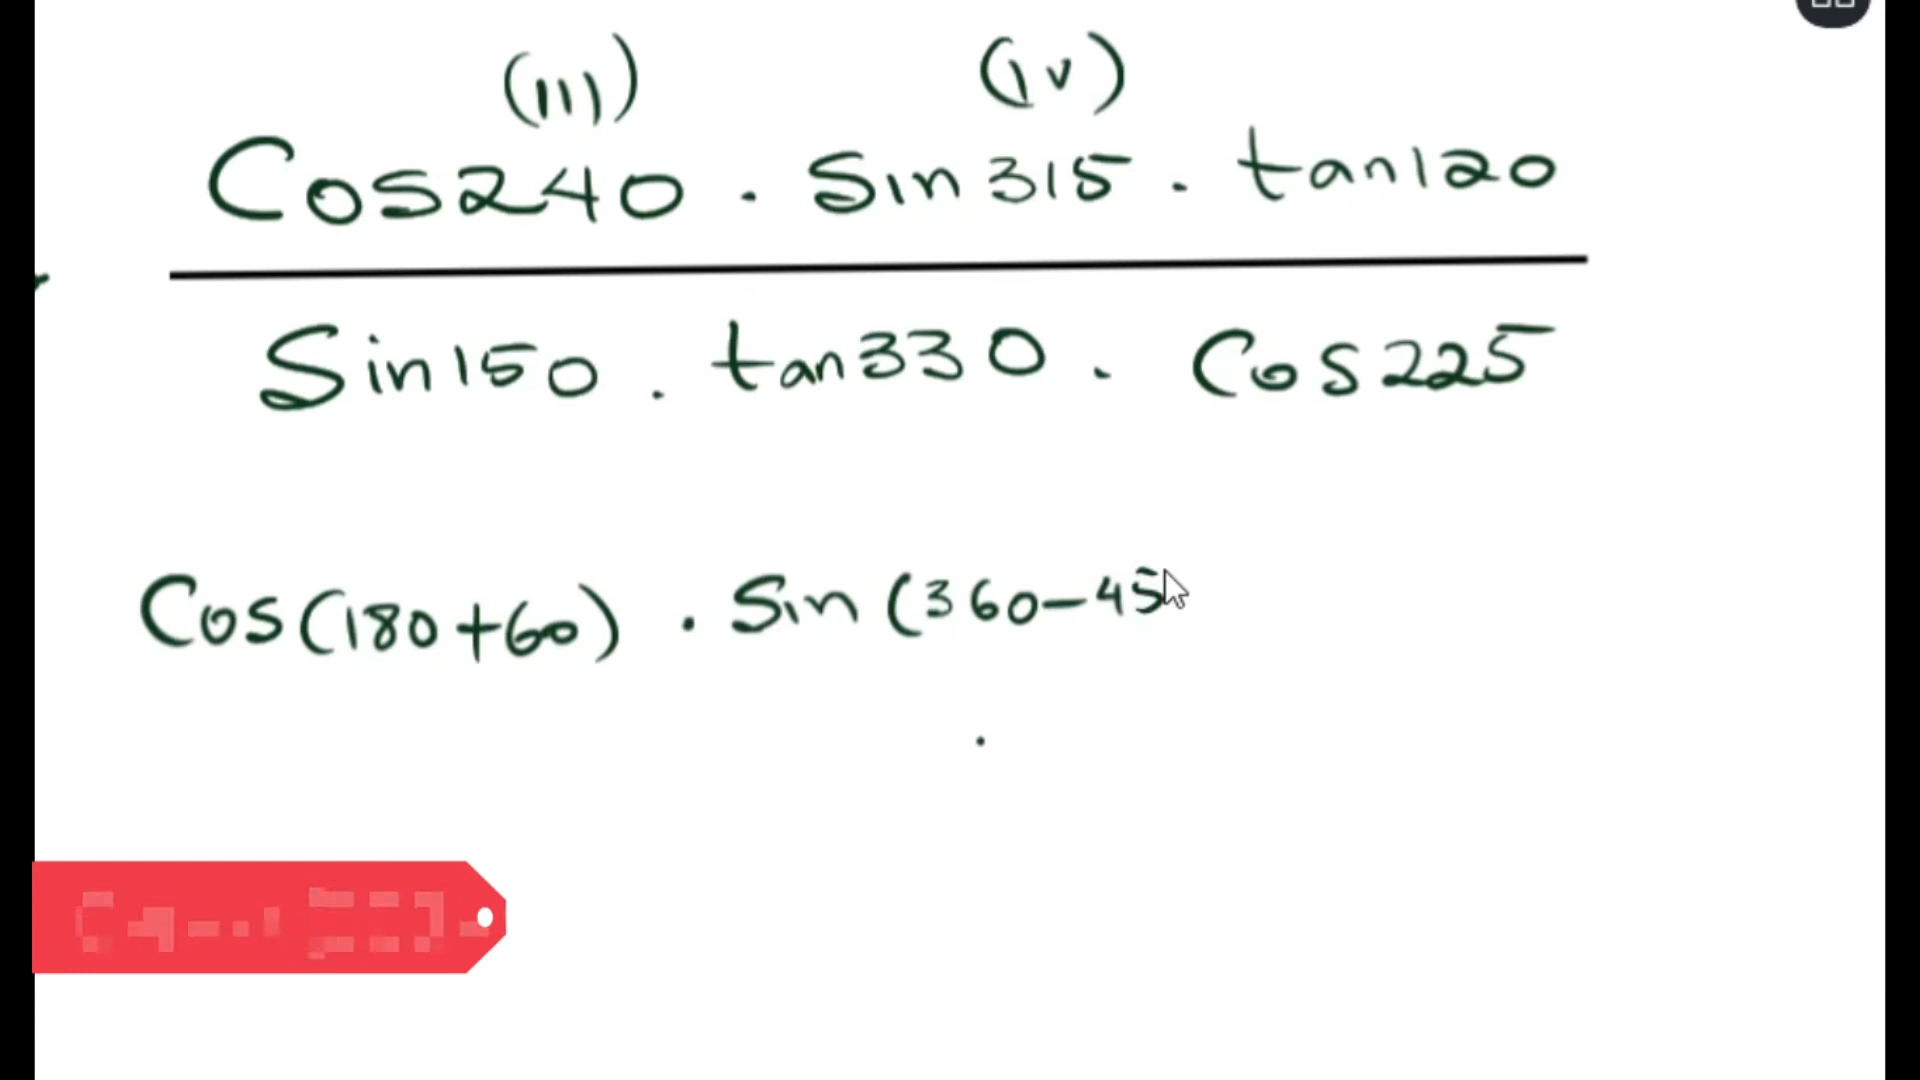 (III) (IV)
Cos240 . Sin315 . tan120
Sin150 . tan330 . Cos225
Cos(180+60) . Sin(360-45
.